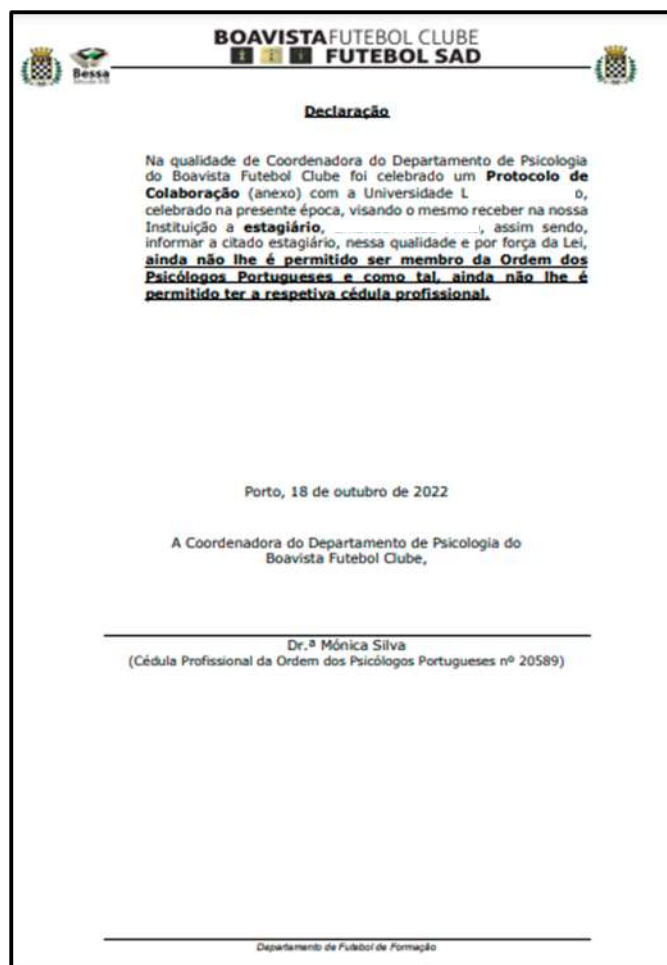 BOAVISTA FUTEBOL CLUBE
FUTEBOL SAD
Bessa
Declaração
Na qualidade de Coordenadora do Departamento de Psicologia
do Boavista Futebol Clube foi celebrado um Protocolo de
Colaboração (anexo) com a Universidade L o,
celebrado na presente época, visando o mesmo receber na nossa
Instituição a estagiário, , assim sendo,
informar a citado estagiário, nessa qualidade e por força da Lei,
ainda não lhe é permitido ser membro da Ordem dos
Psicólogos Portugueses e como tal, ainda não lhe é
permitido ter a respetiva cédula profissional.
Porto, 18 de outubro de 2022
A Coordenadora do Departamento de Psicologia do
Boavista Futebol Clube,
Dr.ª Mónica Silva
(Cédula Profissional da Ordem dos Psicólogos Portugueses nº 20589)
Departamento de Futebol de Formação